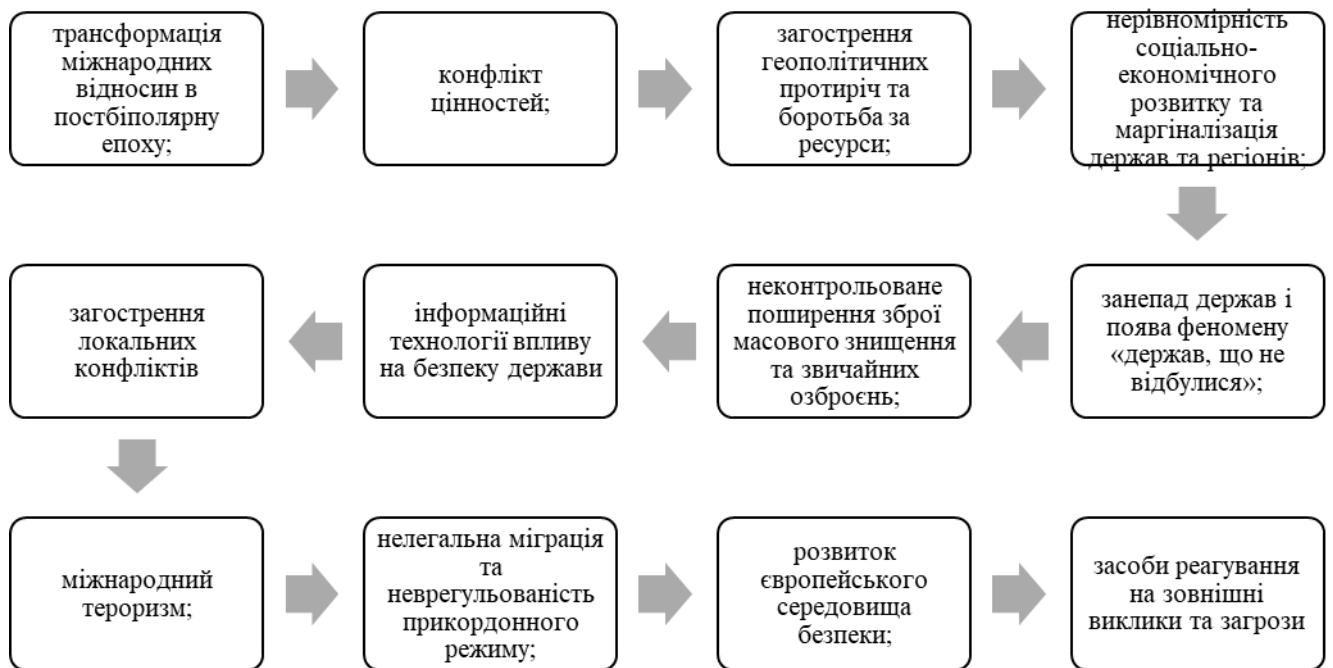 трансформація
міжнародних
відносин в
постбіполярну
епоху;
конфлікт
цінностей;
загострення
геополітичних
протиріч та
боротьба за
ресурси;
нерівномірність
соціально-
економічного
розвитку та
маргіналізація
держав та регіонів;
занепад держав і
поява феномену
«держав, що не
відбулися»;
неконтрольоване
поширення зброї
масового знищення
та звичайних
озброєнь;
інформаційні
технології впливу
на безпеку держави
загострення
локальних
конфліктів
міжнародний
тероризм;
нелегальна міграція
та
неврегульованість
прикордонного
режиму;
розвиток
європейського
середовища
безпеки;
засоби реагування
на зовнішні
виклики та загрози